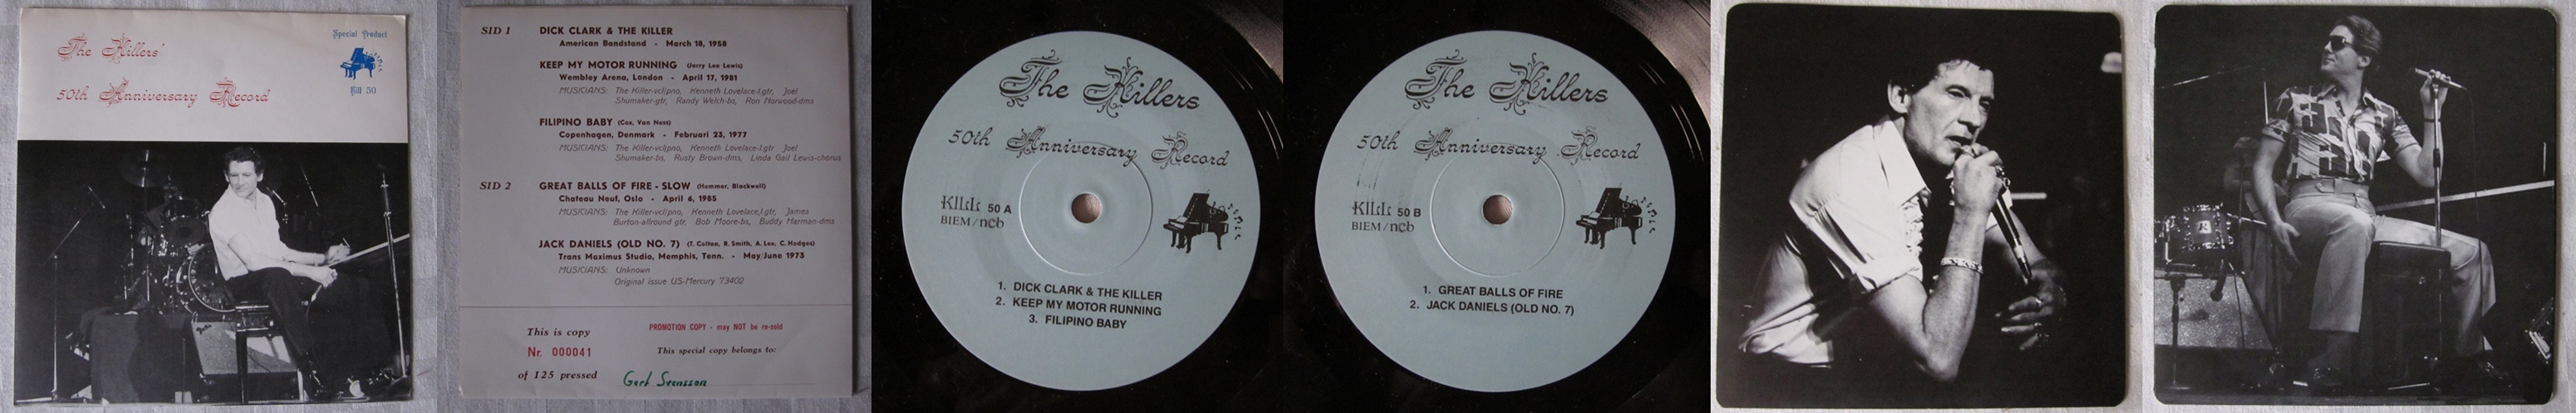 The Killers'
50th Anniversary Record
Special Product
Kill 50
SID 1
DICK CLARK & THE KILLER
American Bandstand - March 18, 1958
KEEP MY MOTOR RUNNING (Jerry Lee Lewis)
Wembley Arena, London - April 17, 1981
MUSICIANS: The Killer-vcl/pno, Kenneth Lovelace-l.gtr, Joel
Shumaker-gtr, Randy Welch-bs, Ron Norwood-dms
FILIPINO BABY (Cox, Van Ness)
Copenhagen, Denmark - Februari 23, 1977
MUSICIANS: The Killer-vcl/pno, Kenneth Lovelace-l.gtr Joel
Shumaker-bs, Rusty Brown-dms, Linda Gail Lewis-chorus
SID 2
GREAT BALLS OF FIRE - SLOW (Hammer, Blackwell)
Chateau Neuf, Oslo - April 6, 1985
MUSICIANS: The Killer-vcl/pno, Kenneth Lovelace,l.gtr, James
Burton-allround gtr, Bob Moore-bs, Buddy Harman-dms
JACK DANIELS (OLD NO. 7) (T. Colton, R. Smith, A. Lee, C. Hodges)
Trans Maximus Studio, Memphis, Tenn. - May/June 1973
MUSICIANS: Unknown
Original issue US-Mercury 73402
This is copy
Nr. 000041
of 125 pressed
PROMOTION COPY - may NOT be re-sold
This special copy belongs to:
Gert Svensson
The Killers
50th Anniversary Record
KILL 50 A
BIEM/ncb
1. DICK CLARK & THE KILLER
2. KEEP MY MOTOR RUNNING
3. FILIPINO BABY
The Killers
50th Anniversary Record
KILL 50 B
BIEM/ncb
1. GREAT BALLS OF FIRE
2. JACK DANIELS (OLD NO. 7)